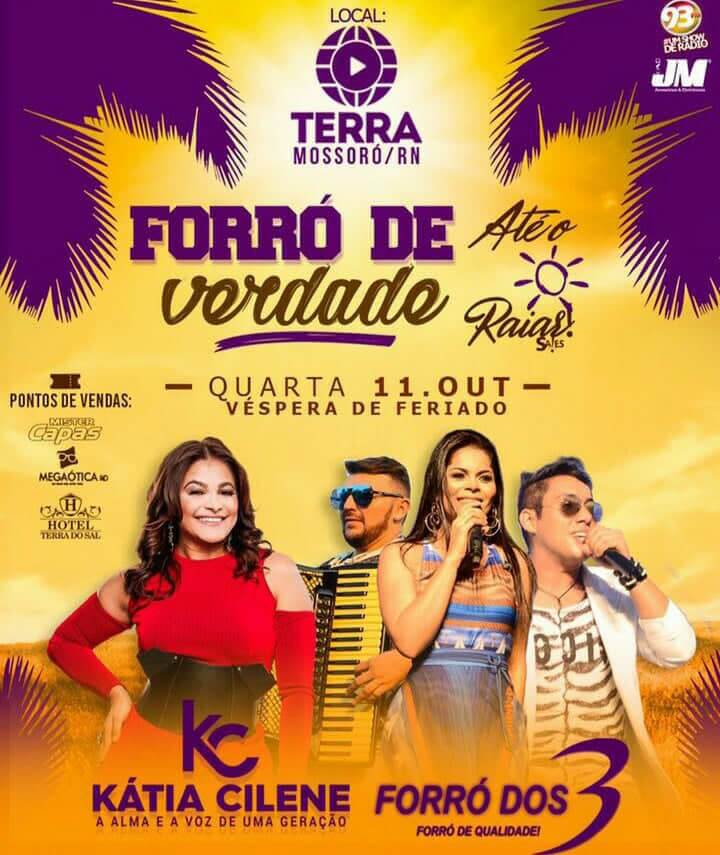 LOCAL:
TERRA
MOSSORÓ/RN
93
#UM SHOW
DE RÁDIO
JM
FORRÓ DE
verdade
Até o
Raiar!
SALES
QUARTA 11.OUT
VÉSPERA DE FERIADO
PONTOS DE VENDAS:
MISTER
Capas
MEGAÓTICA
H
HOTEL
TERRA DO SAL
KC
KÁTIA CILENE
A ALMA E A VOZ DE UMA GERAÇÃO
FORRÓ DOS 3
FORRÓ DE QUALIDADE!